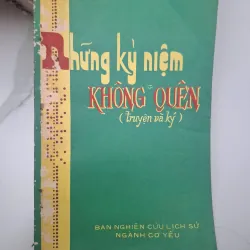 Những kỷ niệm
KHÔNG QUÊN
(truyện và ký)
BAN NGHIÊN CỨU LỊCH SỬ
NGÀNH CƠ YẾU